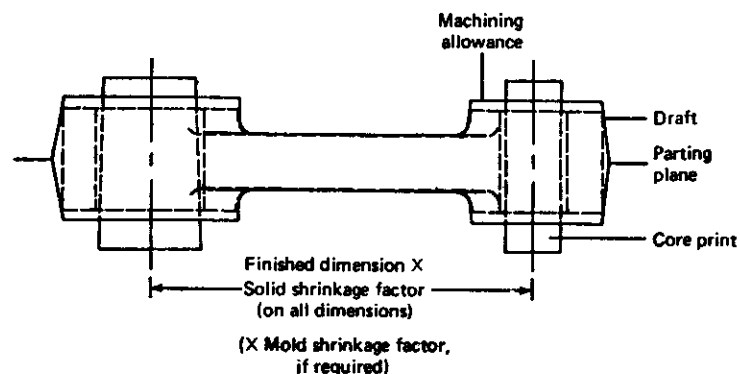 Machining
allowance
Draft
Parting
plane
Core print
Finished dimension X
Solid shrinkage factor
(on all dimensions)
(X Mold shrinkage factor,
if required)